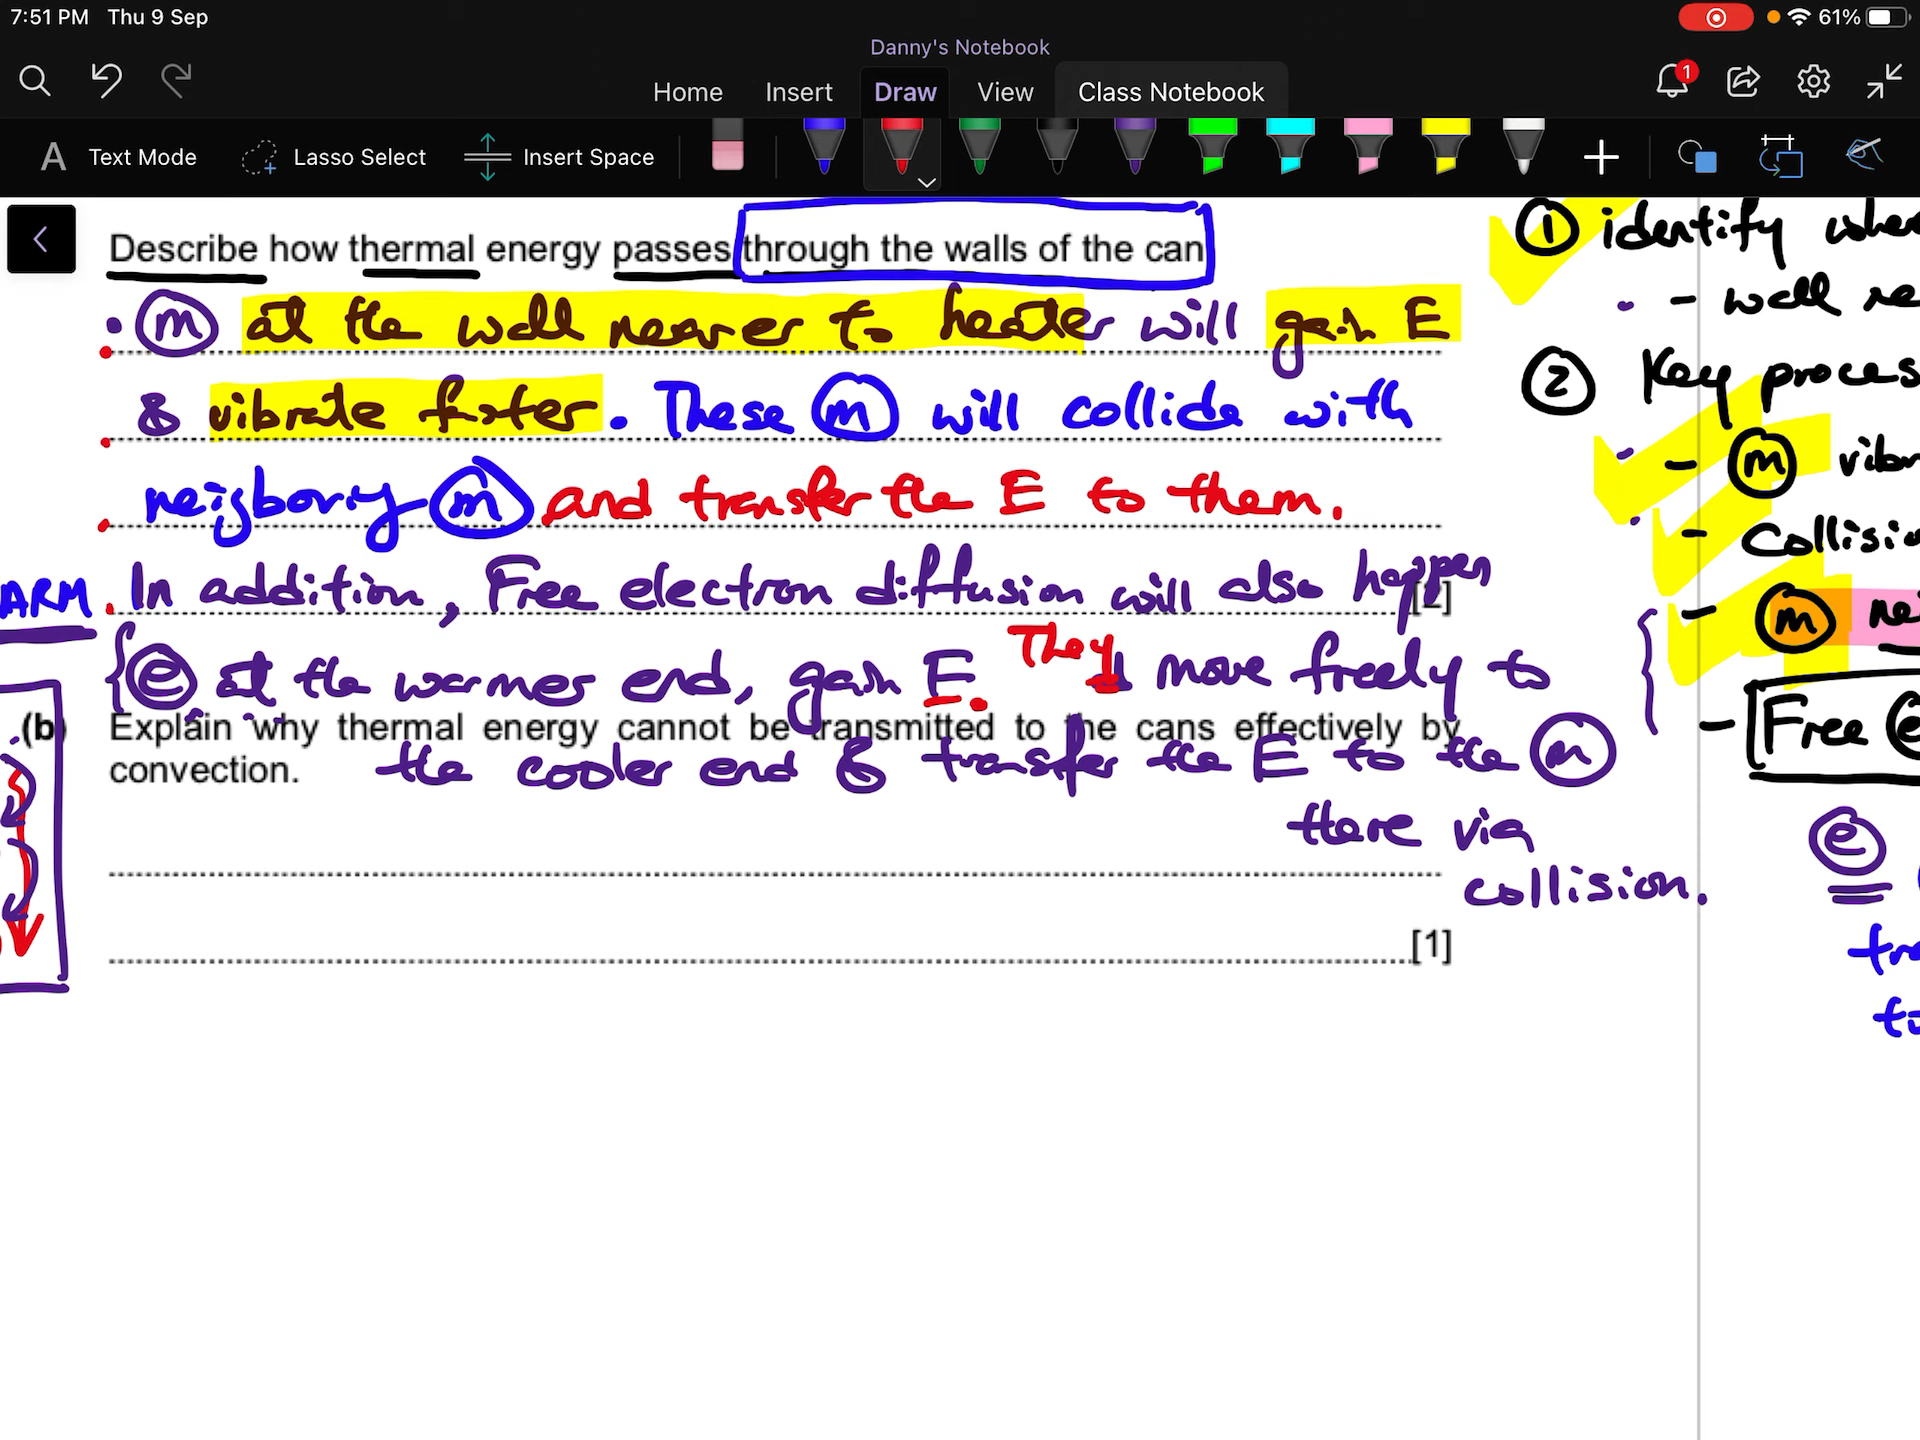 7:51 PM Thu 9 Sep
61%
Danny's Notebook
Home Insert Draw View Class Notebook
1
A Text Mode Lasso Select Insert Space
Describe how thermal energy passes through the walls of the can
• m at the wall nearer to heater will gain E
& vibrate faster. These m will collide with
neigboriy m and transfer the E to them.
ARM. In addition, Free electron diffusion will also happen
[2]
e at the warmer end, gain E. They move freely to
(b) Explain why thermal energy cannot be transmitted to the cans effectively by
convection.
the cooler end & transfer the E to the m
there via
collision.
[1]
1 identify
- wall
2 Key
- m
- 
- m
- Free e
e